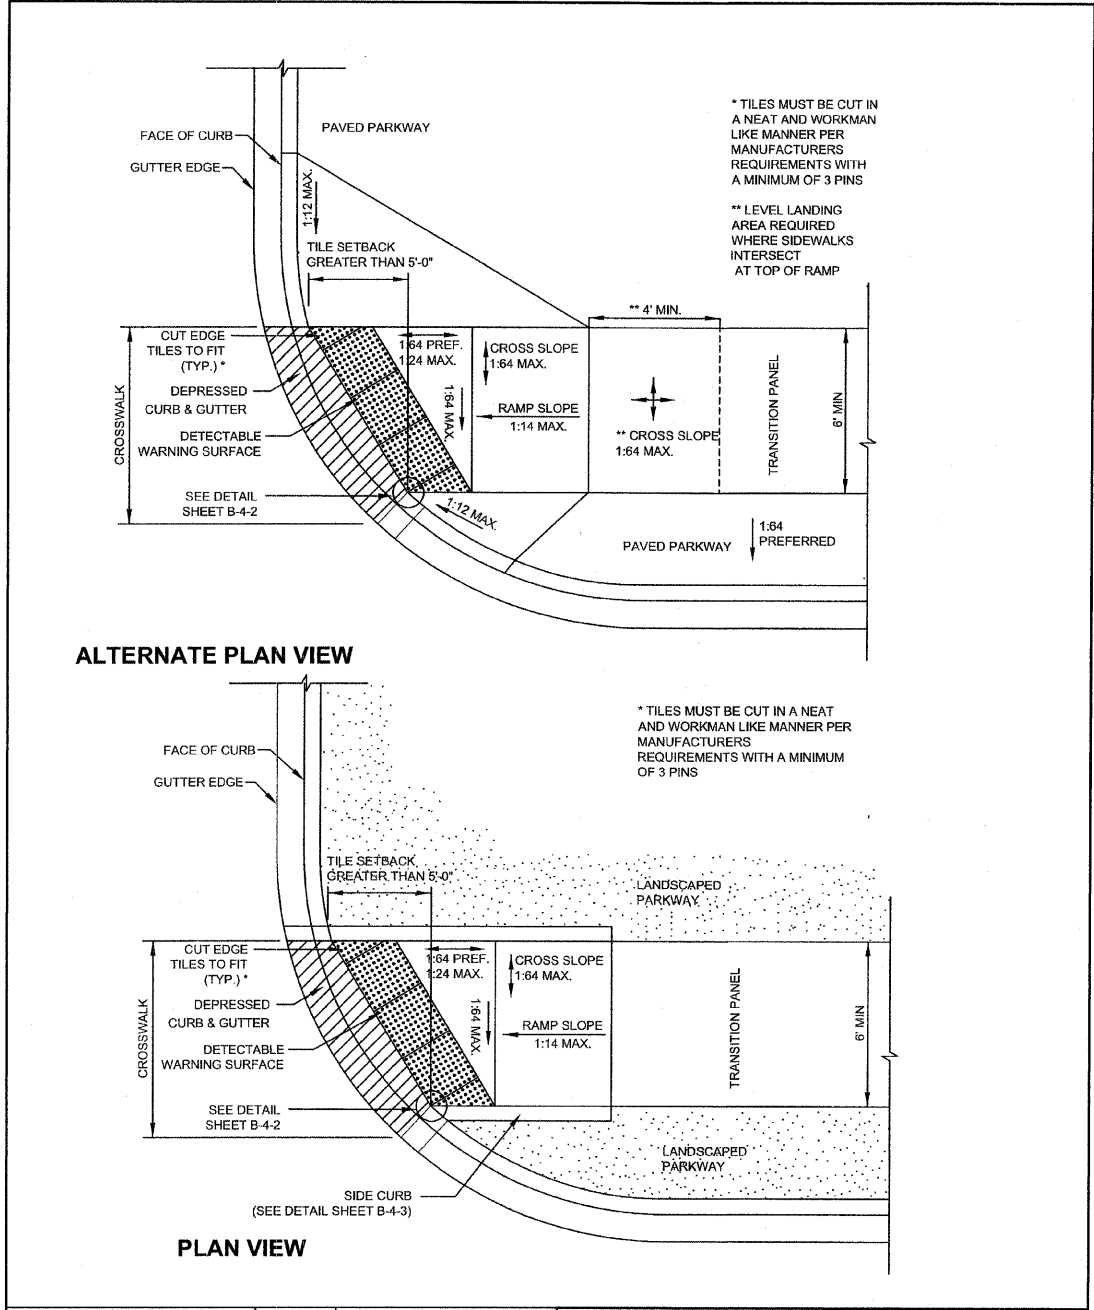 FACE OF CURB
GUTTER EDGE
PAVED PARKWAY
1:12 MAX.
TILE SETBACK
GREATER THAN 5'-0"
* TILES MUST BE CUT IN
A NEAT AND WORKMAN
LIKE MANNER PER
MANUFACTURERS
REQUIREMENTS WITH
A MINIMUM OF 3 PINS
** LEVEL LANDING
AREA REQUIRED
WHERE SIDEWALKS
INTERSECT
AT TOP OF RAMP
** 4' MIN.
CROSSWALK
CUT EDGE
TILES TO FIT
(TYP.) *
DEPRESSED
CURB & GUTTER
DETECTABLE
WARNING SURFACE
SEE DETAIL
SHEET B-4-2
1:64 PREF.
1:24 MAX.
1:64 MAX.
CROSS SLOPE
1:64 MAX.
RAMP SLOPE
1:14 MAX.
** CROSS SLOPE
1:64 MAX.
TRANSITION PANEL
6' MIN
1:12 MAX.
PAVED PARKWAY
1:64
PREFERRED
ALTERNATE PLAN VIEW
FACE OF CURB
GUTTER EDGE
* TILES MUST BE CUT IN A NEAT
AND WORKMAN LIKE MANNER PER
MANUFACTURERS
REQUIREMENTS WITH A MINIMUM
OF 3 PINS
TILE SETBACK
GREATER THAN 5'-0"
LANDSCAPED
PARKWAY
CROSSWALK
CUT EDGE
TILES TO FIT
(TYP.) *
DEPRESSED
CURB & GUTTER
DETECTABLE
WARNING SURFACE
SEE DETAIL
SHEET B-4-2
1:64 PREF.
1:24 MAX.
1:64 MAX.
CROSS SLOPE
1:64 MAX.
RAMP SLOPE
1:14 MAX.
TRANSITION PANEL
6' MIN
LANDSCAPED
PARKWAY
SIDE CURB
(SEE DETAIL SHEET B-4-3)
PLAN VIEW